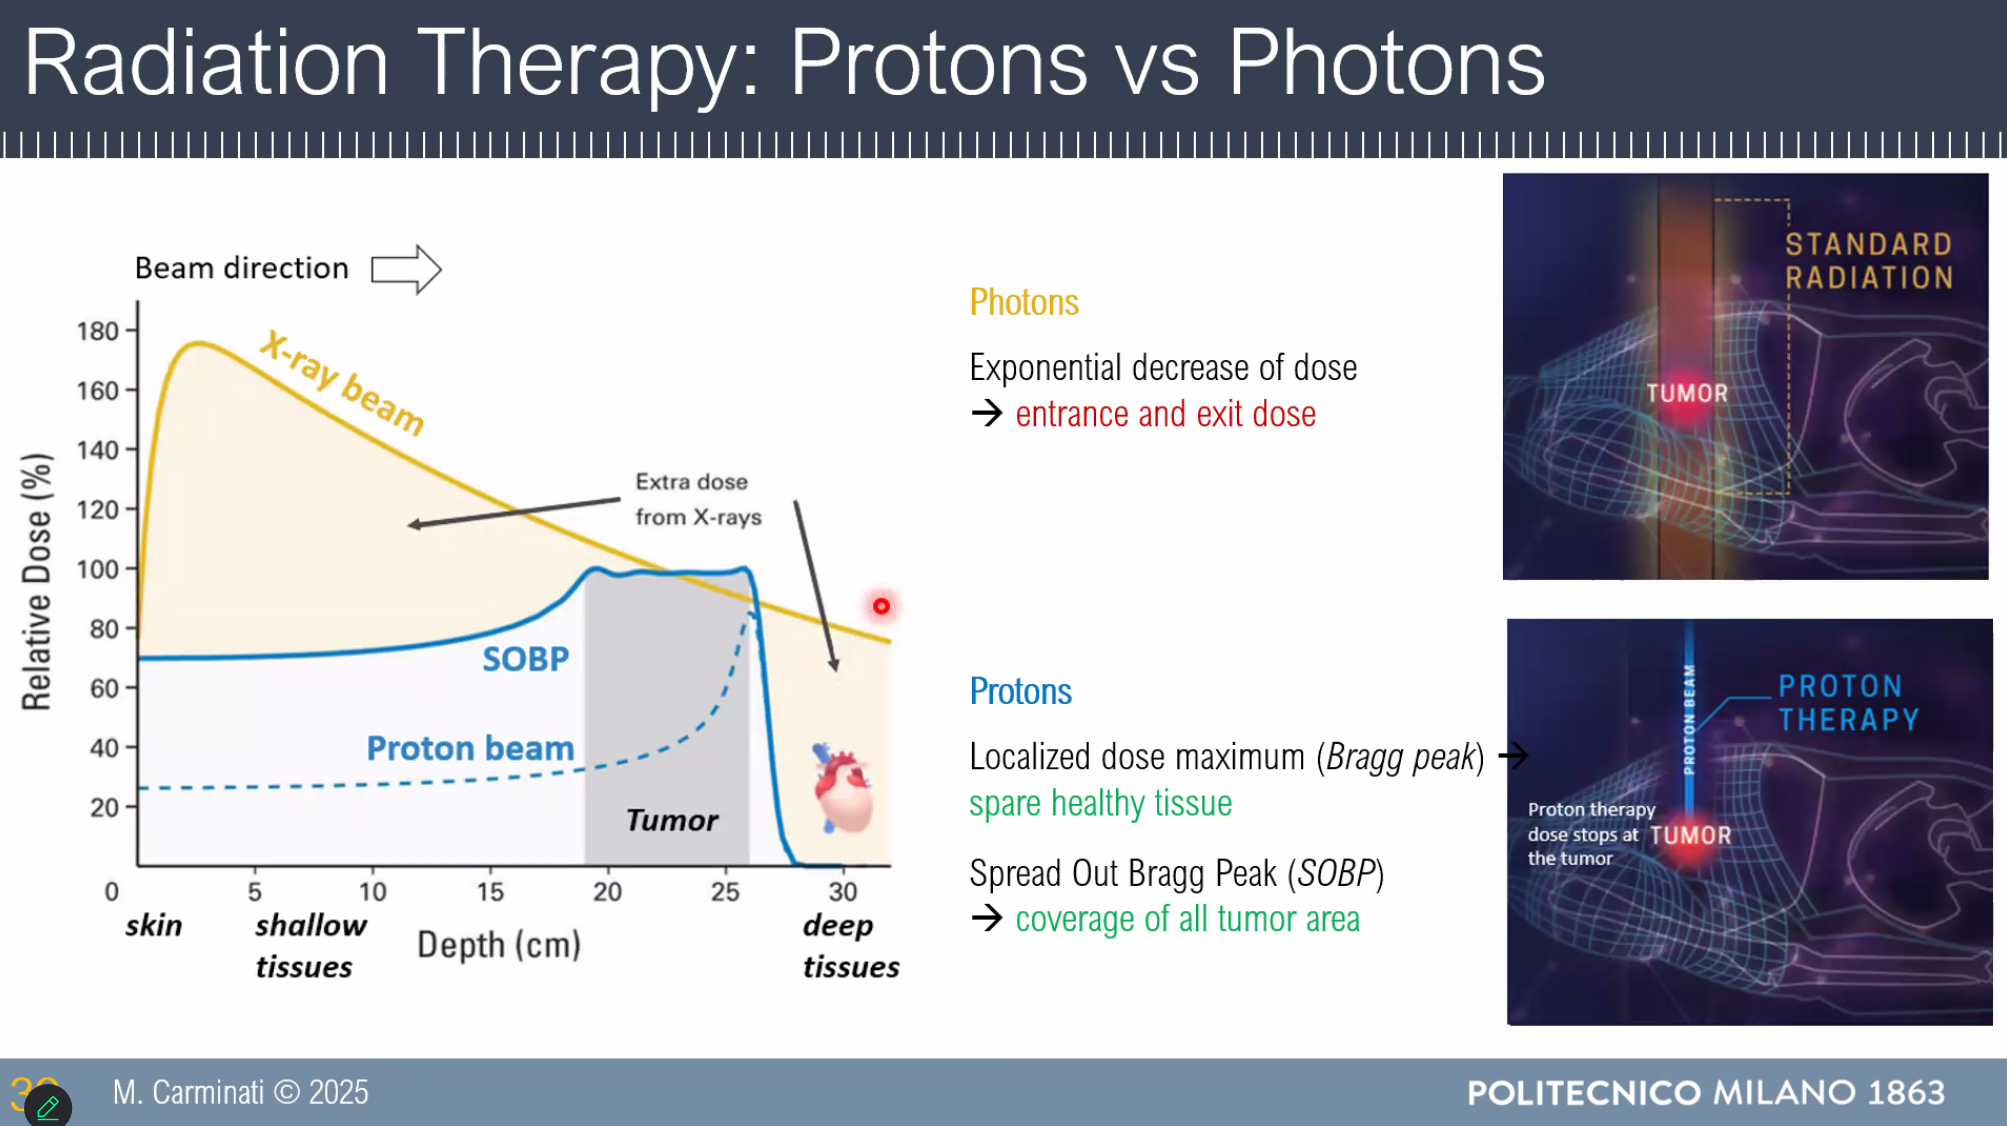 Radiation Therapy: Protons vs Photons
Beam direction
X-ray beam
Extra dose
from X-rays
SOBP
Proton beam
Tumor
Relative Dose (%)
180
160
140
120
100
80
60
40
20
0
5
10
15
20
25
30
skin
shallow
tissues
Depth (cm)
deep
tissues
Photons
Exponential decrease of dose
→ entrance and exit dose
Protons
Localized dose maximum (Bragg peak) →
spare healthy tissue
Spread Out Bragg Peak (SOBP)
→ coverage of all tumor area
STANDARD
RADIATION
TUMOR
PROTON BEAM
PROTON
THERAPY
Proton therapy
dose stops at
the tumor
TUMOR
M. Carminati © 2025
POLITECNICO MILANO 1863